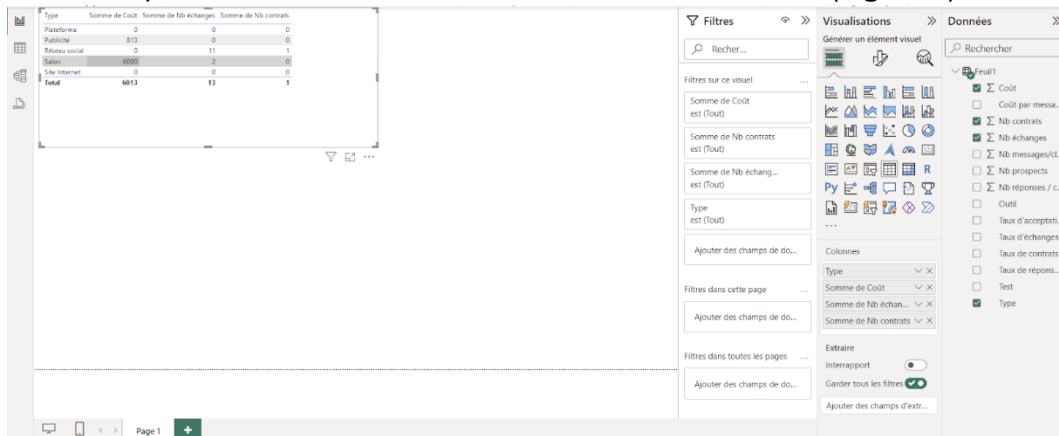 Type Somme de Coût Somme de Nb échanges Somme de Nb contrats
Plateforme 0 0 0
Publicité 813 0 0
Réseau social 0 11 1
Salon 6000 2 0
Site Internet 0 0 0
Total 6813 13 1
Page 1
Filtres
Recher...
Filtres sur ce visuel ...
Somme de Coût
est (Tout)
Somme de Nb contrats
est (Tout)
Somme de Nb échang...
est (Tout)
Type
est (Tout)
Ajouter des champs de do...
Filtres dans cette page ...
Ajouter des champs de do...
Filtres dans toutes les pages ...
Ajouter des champs de do...
Visualisations
Générer un élément visuel
123
R
Py
...
Colonnes
Type
Somme de Coût
Somme de Nb échan...
Somme de Nb contrats
Extraire
Interrapport
Garder tous les filtres
Ajouter des champs d'extr...
Données
Rechercher
Feuil1
Coût
Coût par messa...
Nb contrats
Nb échanges
Nb messages/cl...
Nb prospects
Nb réponses / c...
Outil
Taux d'acceptati...
Taux d'échanges
Taux de contrats
Taux de répons...
Test
Type